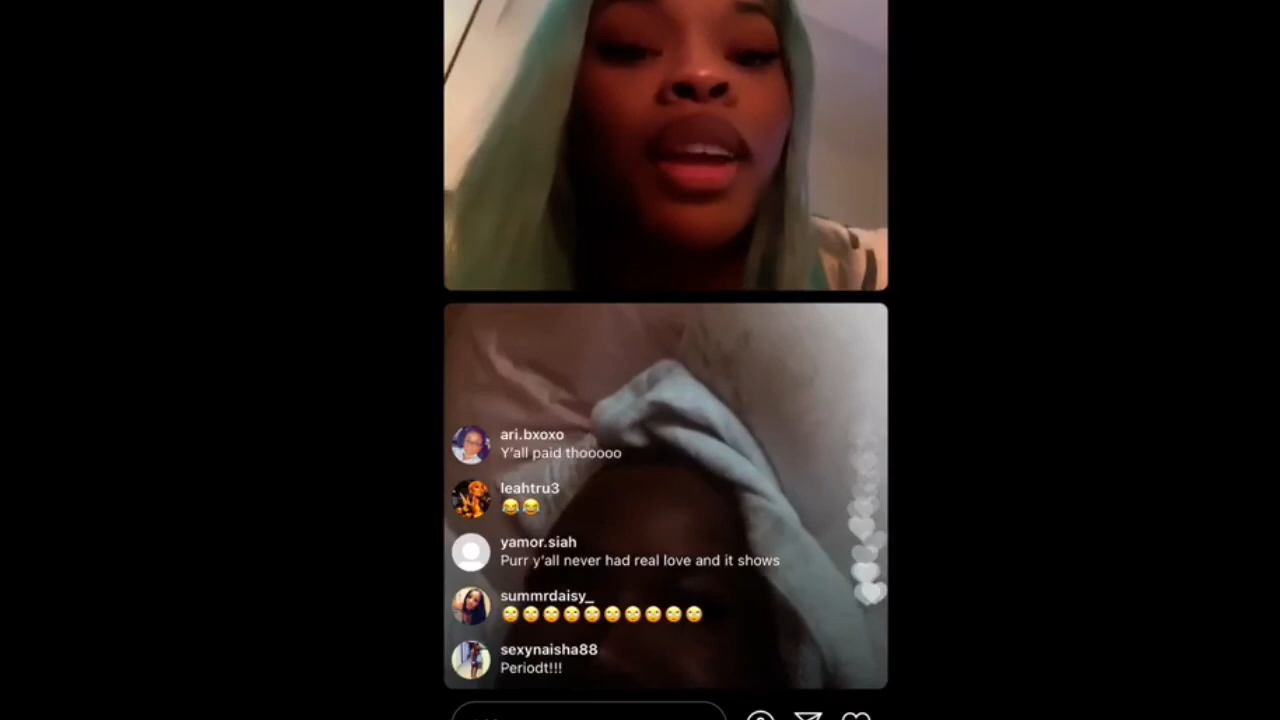 ari.bxoxo
Y'all paid thooooo
leahtru3
😂😂
yamor.siah
Purr y'all never had real love and it shows
summrdaisy_
🙄🙄🙄🙄🙄🙄🙄🙄🙄🙄
sexynaisha88
Periodt!!!